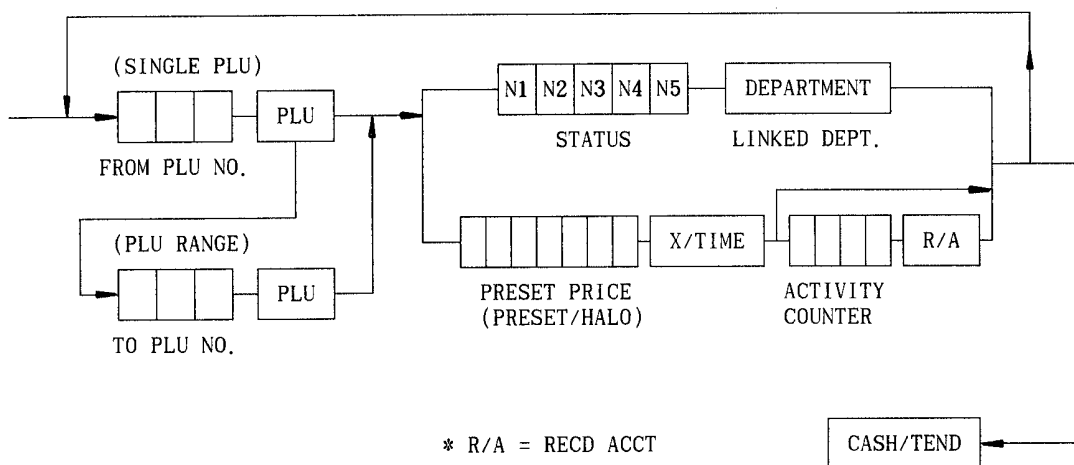 (SINGLE PLU)
PLU
FROM PLU NO.
(PLU RANGE)
PLU
TO PLU NO.
N1 N2 N3 N4 N5
STATUS
DEPARTMENT
LINKED DEPT.
X/TIME
PRESET PRICE
(PRESET/HALO)
R/A
ACTIVITY
COUNTER
* R/A = RECD ACCT
CASH/TEND